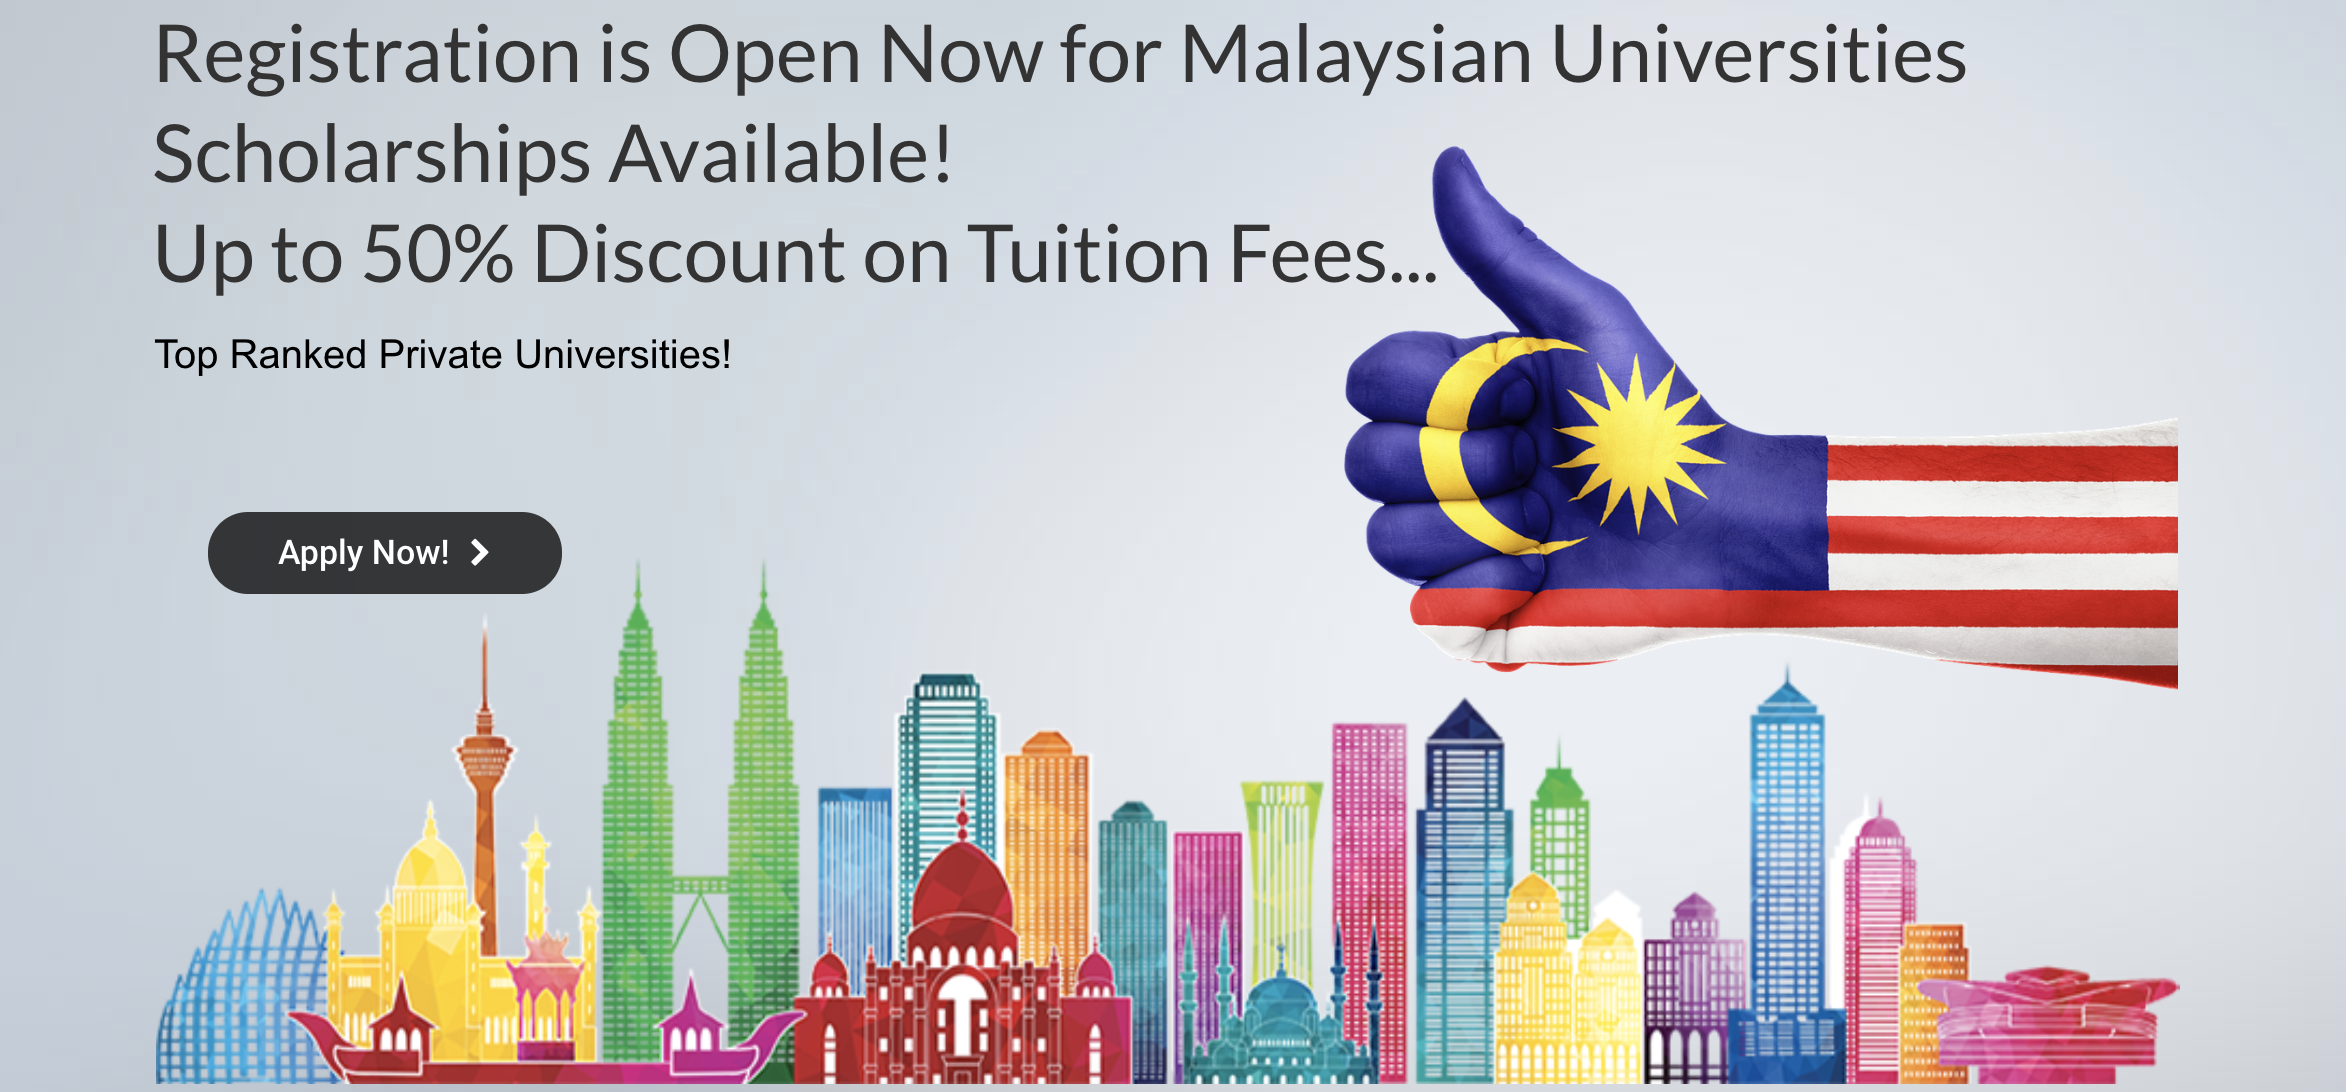 Registration is Open Now for Malaysian Universities
Scholarships Available!
Up to 50% Discount on Tuition Fees...
Top Ranked Private Universities!
Apply Now!